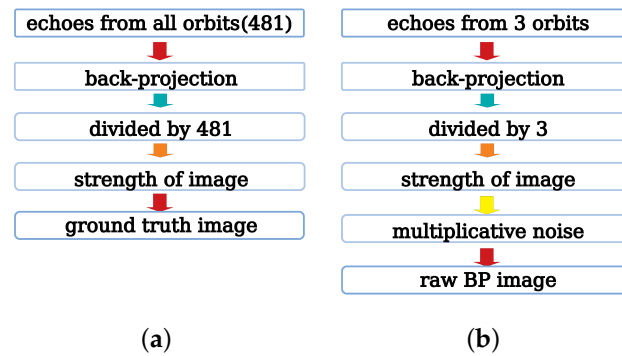 echoes from all orbits(481)
back-projection
divided by 481
strength of image
ground truth image
(a)
echoes from 3 orbits
back-projection
divided by 3
strength of image
multiplicative noise
raw BP image
(b)